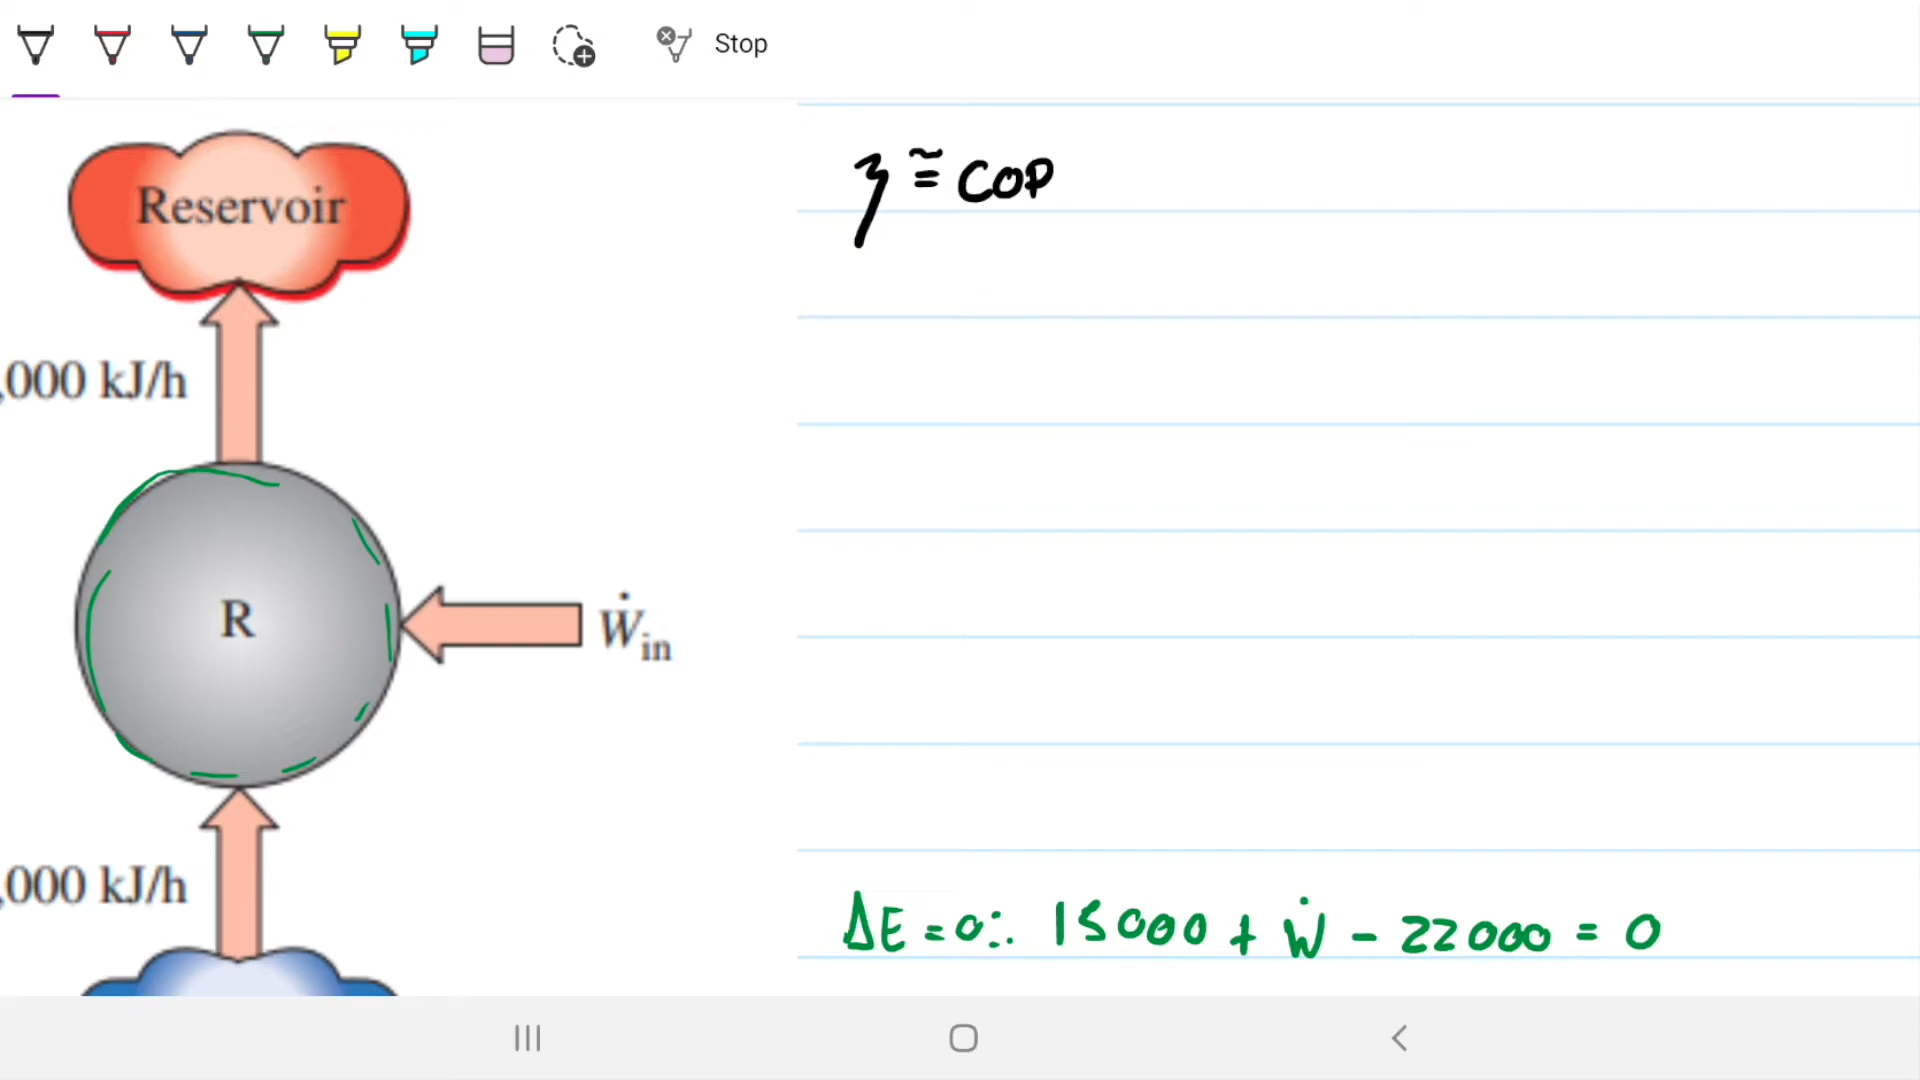 Stop
Reservoir
η ≅ COP
,000 kJ/h
R
Ẇin
,000 kJ/h
ΔE = 0 ∴ 15000 + Ẇ - 22000 = 0